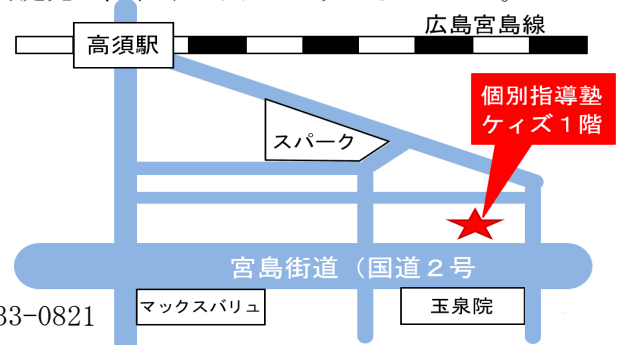 広島宮島線
高須駅
個別指導塾
ケイズ１階
スパーク
宮島街道（国道２号
マックスバリュ
玉泉院
33-0821